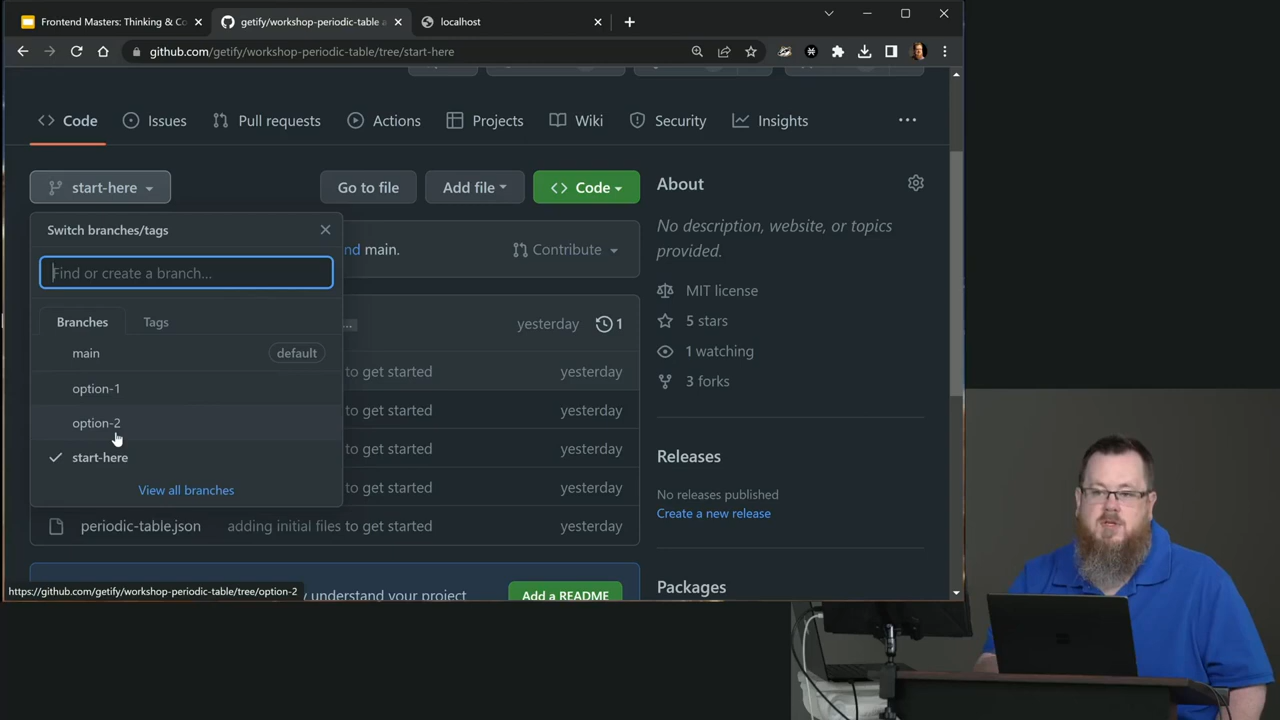 Frontend Masters: Thinking & Co
getify/workshop-periodic-table a
localhost
github.com/getify/workshop-periodic-table/tree/start-here
Code
Issues
Pull requests
Actions
Projects
Wiki
Security
Insights
start-here
Go to file
Add file
Code
About
Switch branches/tags
No description, website, or topics
provided.
Find or create a branch...
nd main.
Contribute
MIT license
Branches
Tags
...
yesterday
1
5 stars
main
default
1 watching
to get started
yesterday
option-1
3 forks
to get started
yesterday
option-2
to get started
yesterday
start-here
Releases
View all branches
to get started
yesterday
No releases published
Create a new release
periodic-table.json
adding initial files to get started
yesterday
https://github.com/getify/workshop-periodic-table/tree/option-2
understand your project
Add a README
Packages